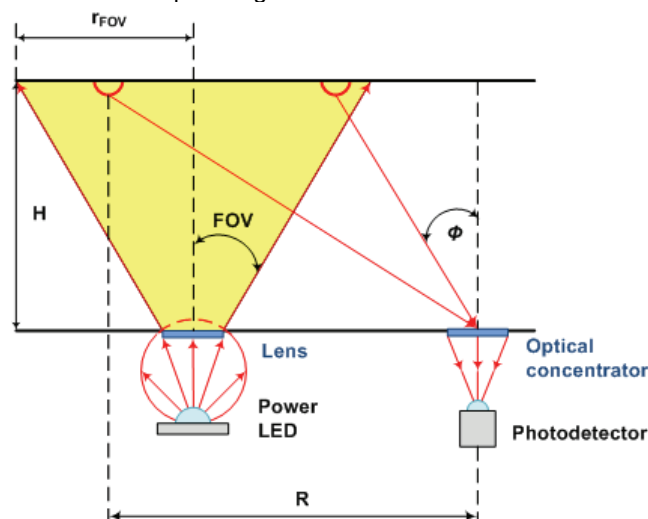 rFOV
H
FOV
Φ
Lens
Optical
concentrator
Power
LED
Photodetector
R